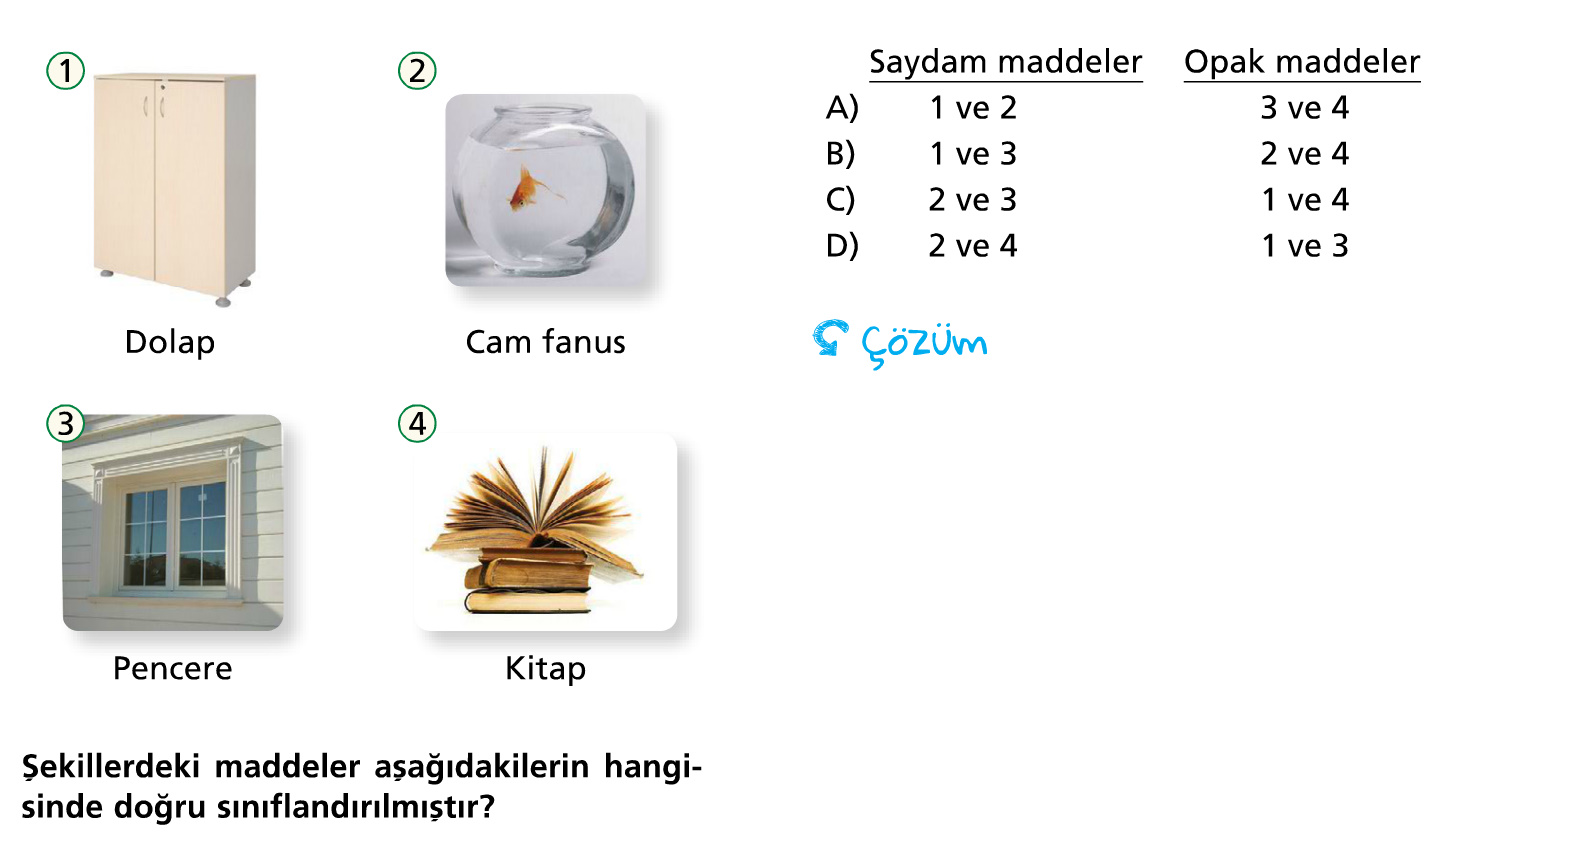 1
2
Dolap
Cam fanus
3
4
Pencere
Kitap
Şekillerdeki maddeler aşağıdakilerin hangi-
sinde doğru sınıflandırılmıştır?
Saydam maddeler Opak maddeler
A) 1 ve 2 3 ve 4
B) 1 ve 3 2 ve 4
C) 2 ve 3 1 ve 4
D) 2 ve 4 1 ve 3
Çözüm